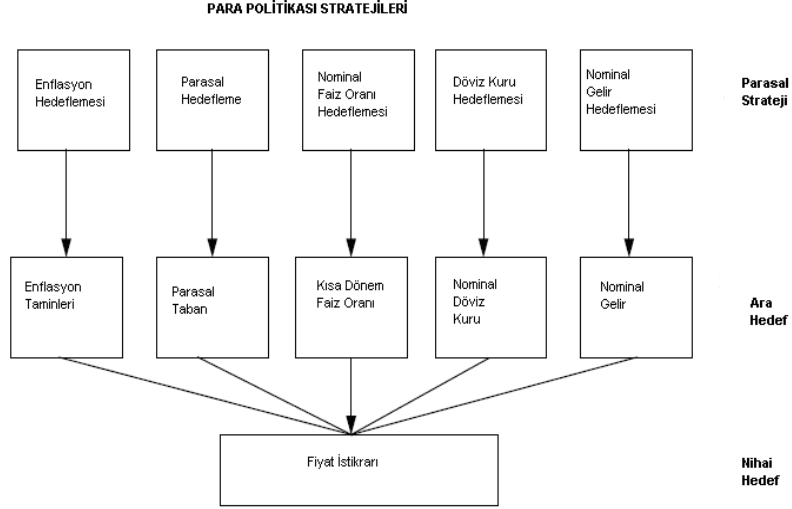 PARA POLİTİKASI STRATEJİLERİ
Enflasyon
Hedeflemesi
Parasal
Hedefleme
Nominal
Faiz Oranı
Hedeflemesi
Döviz Kuru
Hedeflemesi
Nominal
Gelir
Hedeflemesi
Parasal
Strateji
Enflasyon
Taminleri
Parasal
Taban
Kısa Dönem
Faiz Oranı
Nominal
Döviz
Kuru
Nominal
Gelir
Ara
Hedef
Fiyat İstikrarı
Nihai
Hedef